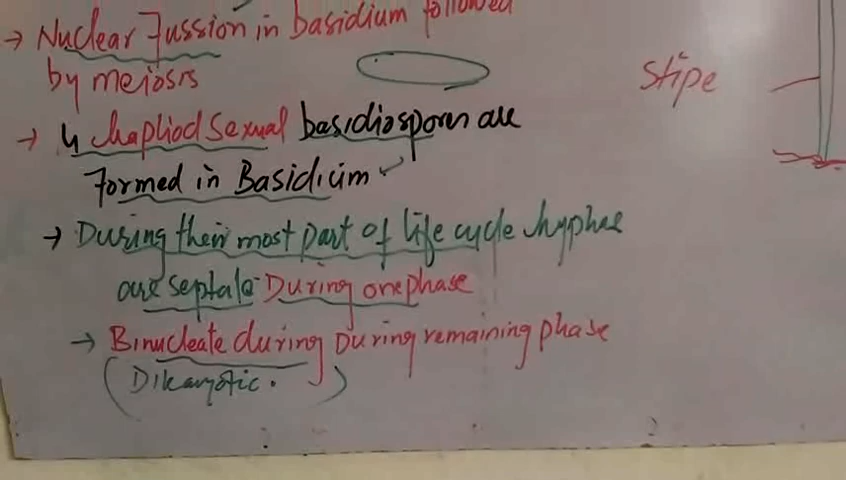 → Nuclear Fussion in basidium followed
by meiosis
Stipe
→ 4 hapliod Sexual basidiospores are
Formed in Basidium.
→ During their most part of life cycle hyphae
are septate During one phase
→ Binucleate during During remaining phase
(Dikaryotic.)